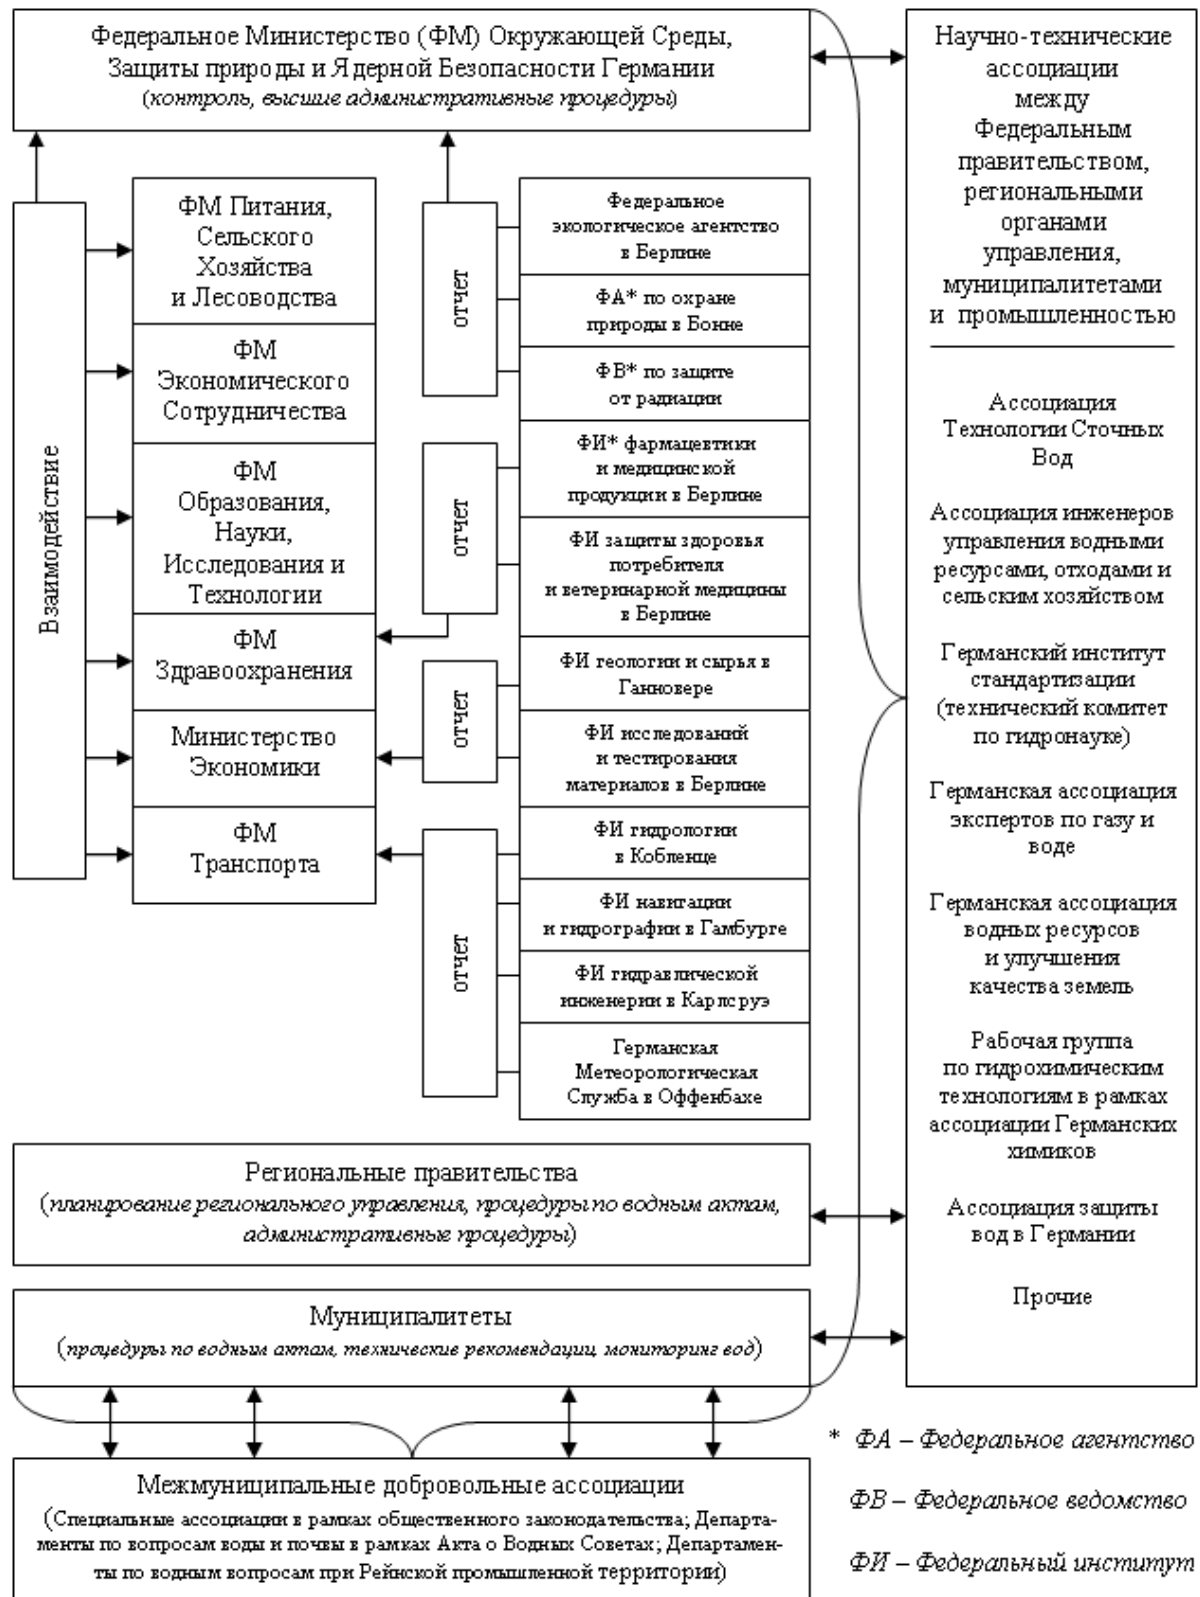 Федеральное Министерство (ФМ) Окружающей Среды,
Защиты природы и Ядерной Безопасности Германии
(контроль, высшие административные процедуры)
Взаимодействие
ФМ Питания,
Сельского
Хозяйства
и Лесоводства
ФМ
Экономического
Сотрудничества
ФМ
Образования,
Науки,
Исследования и
Технологии
ФМ
Здравоохранения
Министерство
Экономики
ФМ
Транспорта
отчет
отчет
отчет
отчет
Федеральное
экологическое агентство
в Берлине
ФА* по охране
природы в Бонне
ФВ* по защите
от радиации
ФИ* фармацевтики
и медицинской
продукции в Берлине
ФИ защиты здоровья
потребителя
и ветеринарной медицины
в Берлине
ФИ геологии и сырья в
Ганновере
ФИ исследований
и тестирования
материалов в Берлине
ФИ гидрологии
в Кобленце
ФИ навигации
и гидрографии в Гамбурге
ФИ гидравлической
инженерии в Карлсруэ
Германская
Метеорологическая
Служба в Оффенбахе
Региональные правительства
(планирование регионального управления, процедуры по водным актам,
административные процедуры)
Муниципалитеты
(процедуры по водным актам, технические рекомендации, мониторинг вод)
Межмуниципальные добровольные ассоциации
(Специальные ассоциации в рамках общественного законодательства; Департа-
менты по вопросам воды и почвы в рамках Акта о Водных Советах; Департамен-
ты по водным вопросам при Рейнской промышленной территории)
Научно-технические
ассоциации
между
Федеральным
правительством,
региональными
органами
управления,
муниципалитетами
и промышленностью
Ассоциация
Технологии Сточных
Вод
Ассоциация инженеров
управления водными
ресурсами, отходами и
сельским хозяйством
Германский институт
стандартизации
(технический комитет
по гидронауке)
Германская ассоциация
экспертов по газу и
воде
Германская ассоциация
водных ресурсов
и улучшения
качества земель
Рабочая группа
по гидрохимическим
технологиям в рамках
ассоциации Германских
химиков
Ассоциация защиты
вод в Германии
Прочие
* ФА – Федеральное агентство
ФВ – Федеральное ведомство
ФИ – Федеральный институт